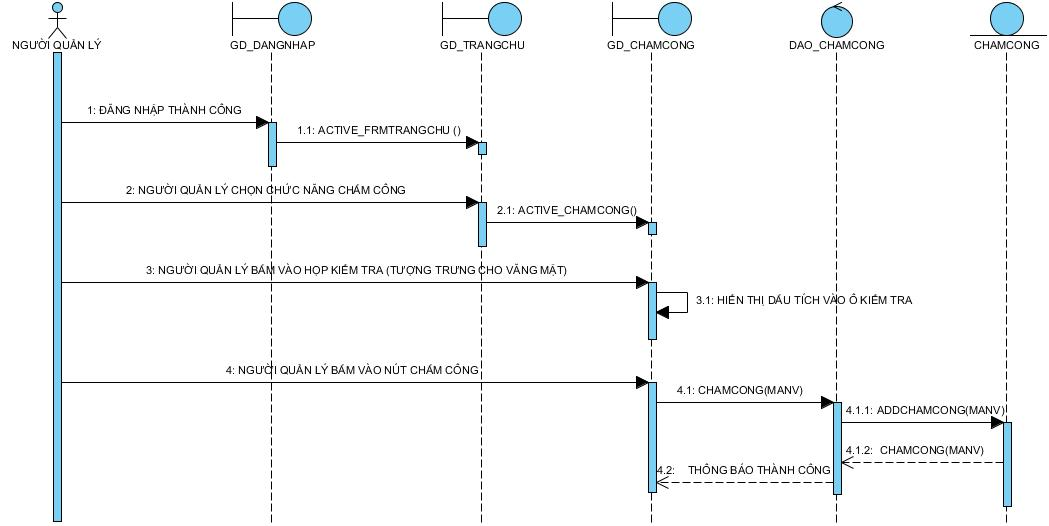 NGƯỜI QUẢN LÝ
GD_DANGNHAP
GD_TRANGCHU
GD_CHAMCONG
DAO_CHAMCONG
CHAMCONG
1: ĐĂNG NHẬP THÀNH CÔNG
1.1: ACTIVE_FRMTRANGCHU ()
2: NGƯỜI QUẢN LÝ CHỌN CHỨC NĂNG CHẤM CÔNG
2.1: ACTIVE_CHAMCONG()
3: NGƯỜI QUẢN LÝ BẤM VÀO HỌP KIỂM TRA (TƯỢNG TRƯNG CHO VẮNG MẶT)
3.1: HIỂN THỊ DẤU TÍCH VÀO Ô KIỂM TRA
4: NGƯỜI QUẢN LÝ BẤM VÀO NÚT CHẤM CÔNG
4.1: CHAMCONG(MANV)
4.1.1: ADDCHAMCONG(MANV)
4.1.2: CHAMCONG(MANV)
4.2: THÔNG BÁO THÀNH CÔNG